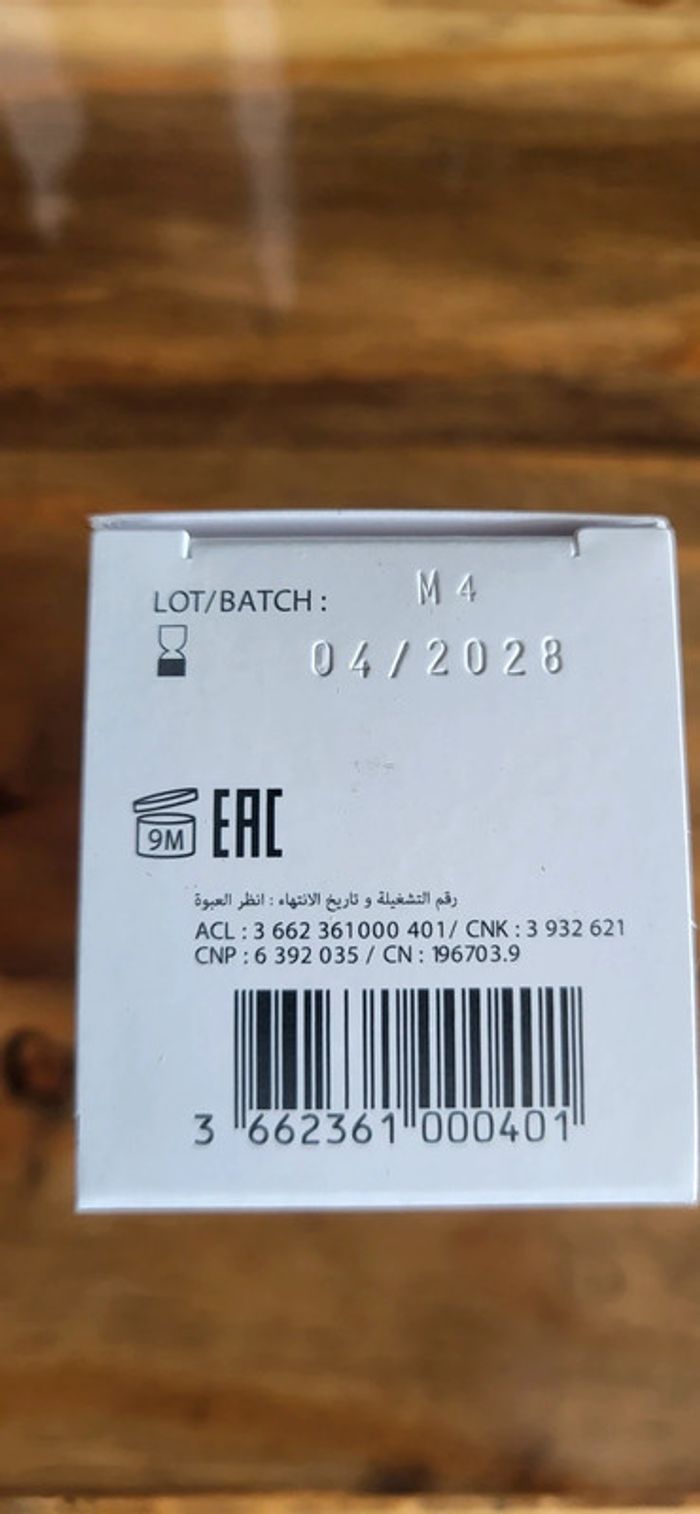 LOT/BATCH : M4
04/2028
9M EAC
رقم التشغيلة و تاريخ الانتهاء : انظر العبوة
ACL : 3 662 361000 401/ CNK : 3 932 621
CNP : 6 392 035 / CN : 196703.9
3 662361 000401